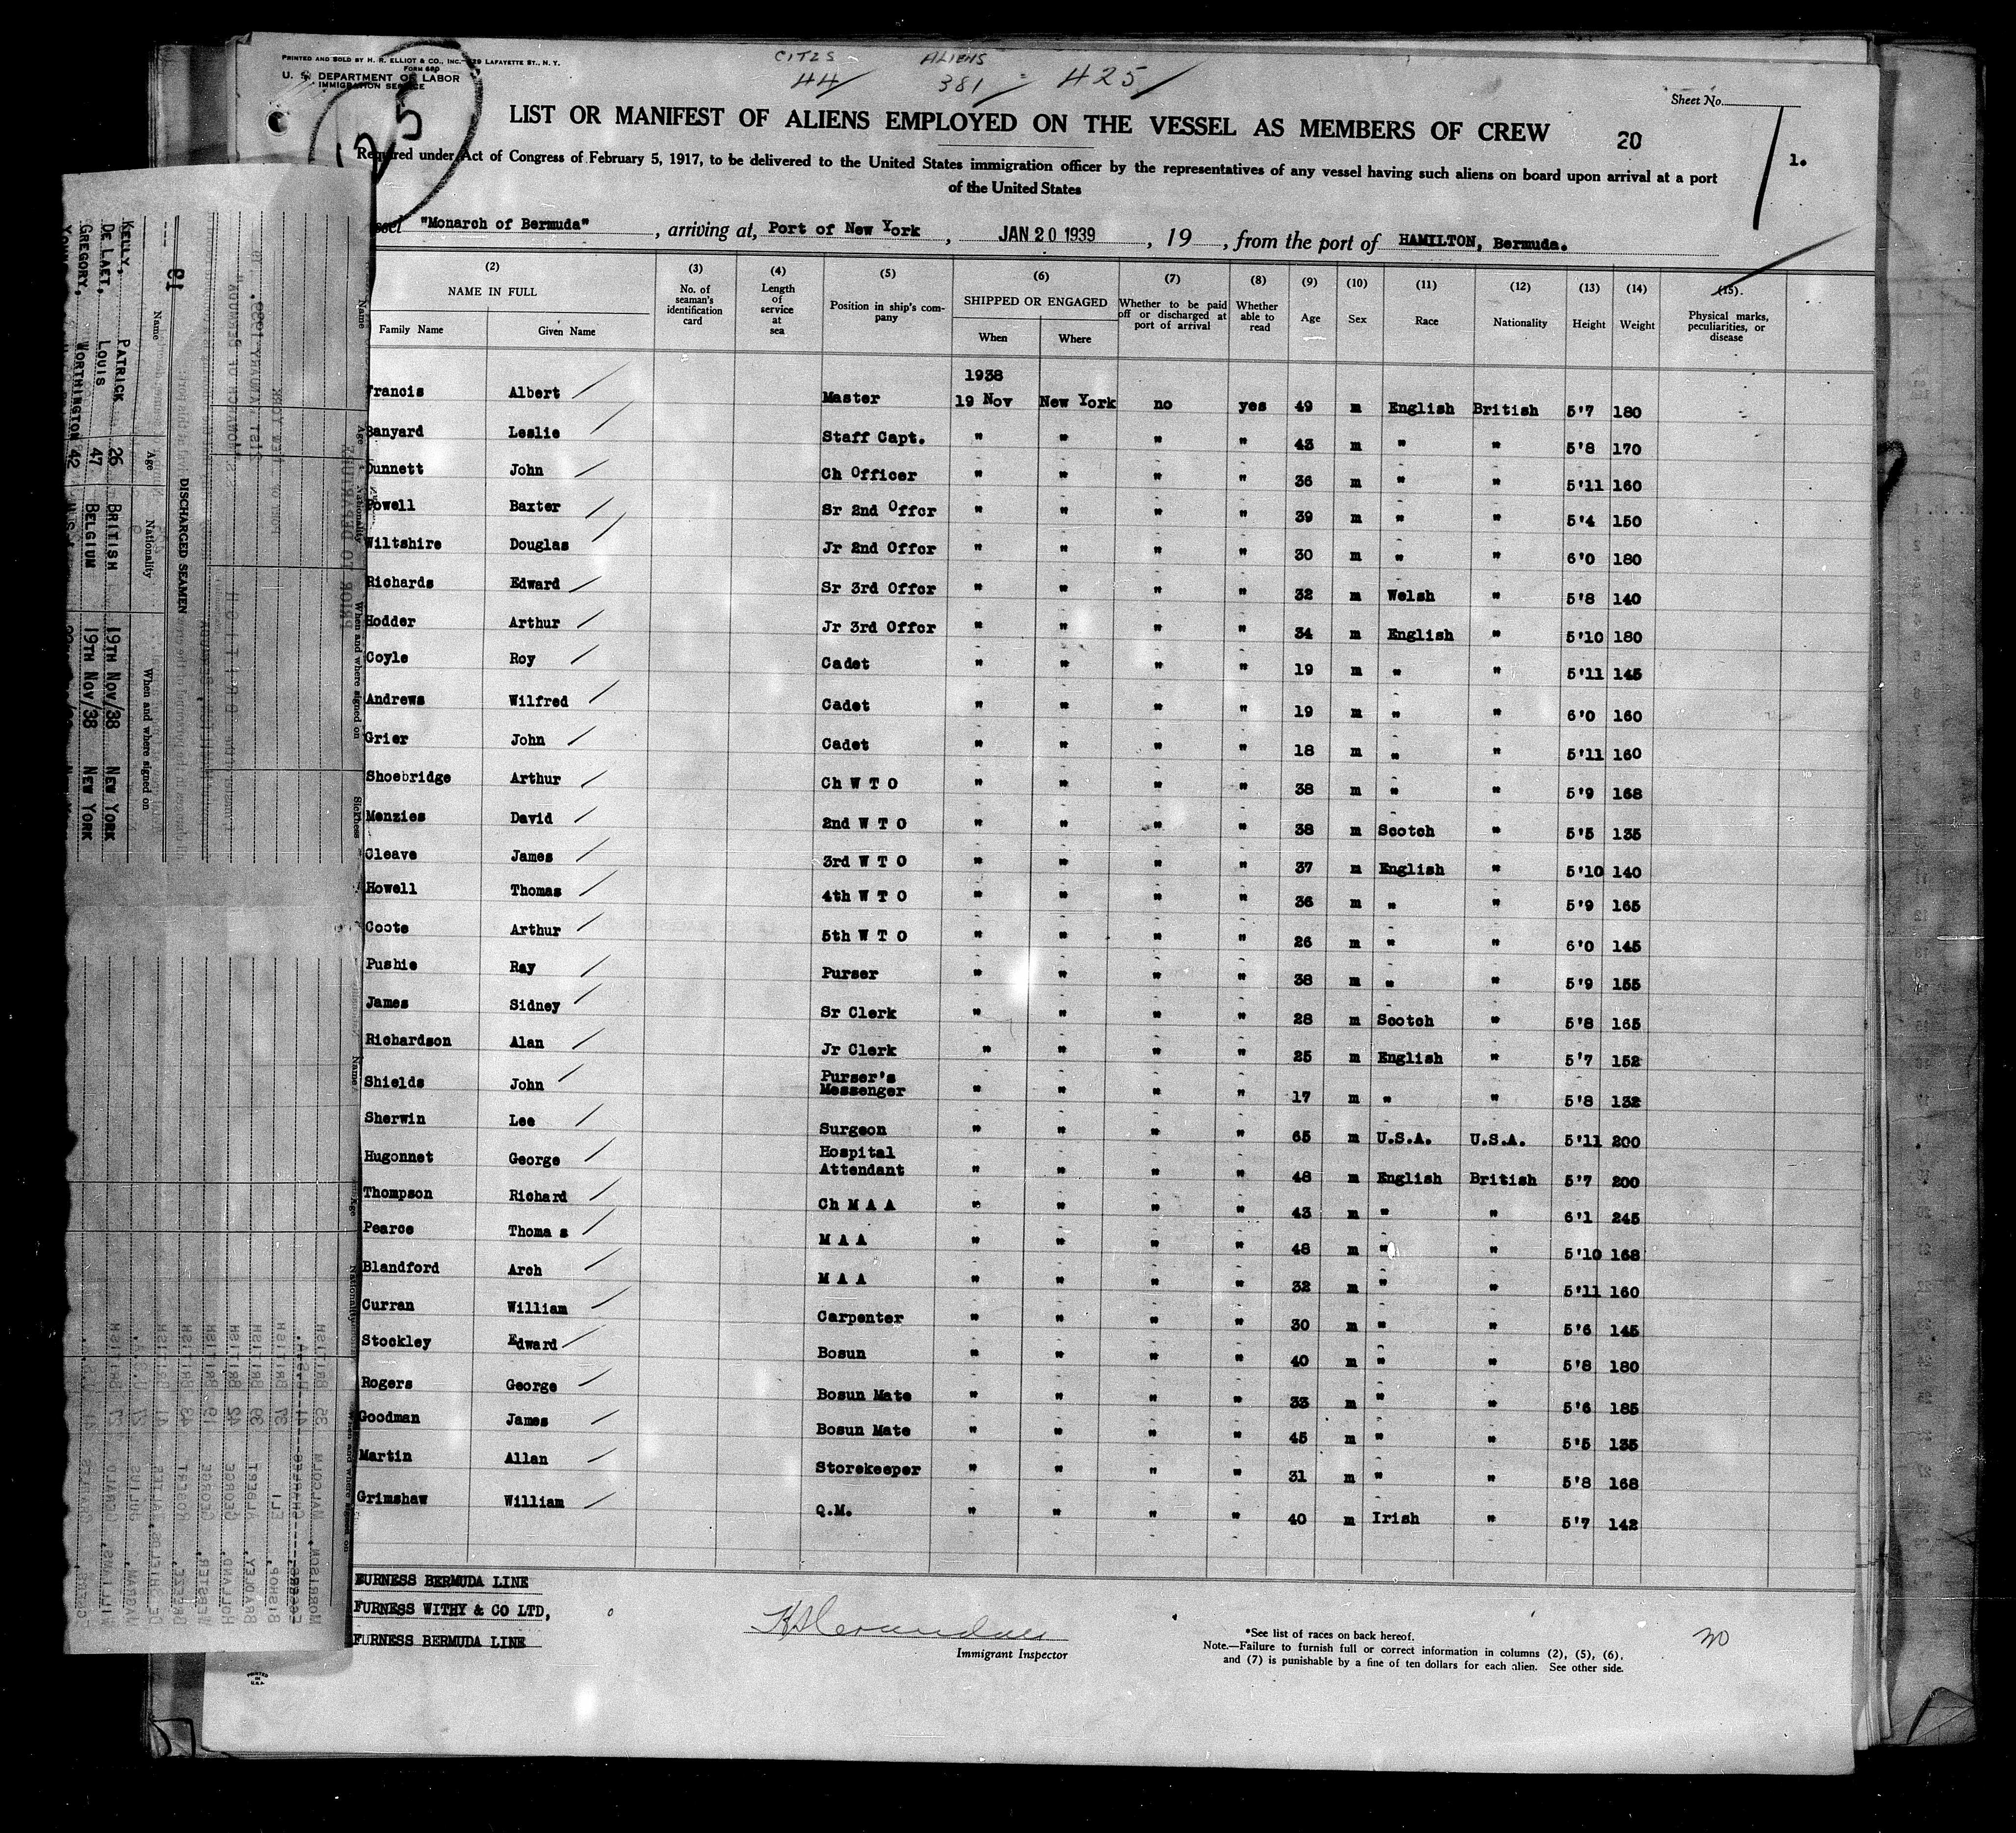 PRINTED AND SOLD BY H. R. ELLIOT & CO., INC. 229 LAFAYETTE ST., N. Y.
FORM 680
U. S. DEPARTMENT OF LABOR
IMMIGRATION SERVICE
CITZS ALIENS
44 381 = 425
Sheet No.
LIST OR MANIFEST OF ALIENS EMPLOYED ON THE VESSEL AS MEMBERS OF CREW
20
1.
Required under Act of Congress of February 5, 1917, to be delivered to the United States immigration officer by the representatives of any vessel having such aliens on board upon arrival at a port
of the United States
"Monarch of Bermuda", arriving at, Port of New York, JAN 20 1939, 19 , from the port of HAMILTON, Bermuda.
(2) (3) (4) (5) (6) (7) (8) (9) (10) (11) (12) (13) (14) (15)
NAME IN FULL
Family Name Given Name
No. of seaman's identification card
Length of service at sea
Position in ship's company
SHIPPED OR ENGAGED
When Where
Whether to be paid off or discharged at port of arrival
Whether able to read
Age Sex Race Nationality Height Weight
Physical marks, peculiarities, or disease
1938
Francis Albert Master 19 Nov New York no yes 49 m English British 5'7 180
Banyard Leslie Staff Capt. " " " " 43 m " " 5'8 170
Dunnett John Ch Officer " " " " 36 m " " 5'11 160
Powell Baxter Sr 2nd Offcr " " " " 39 m " " 5'4 150
Wiltshire Douglas Jr 2nd Offcr " " " " 30 m " " 6'0 180
Richards Edward Sr 3rd Offcr " " " " 32 m Welsh " 5'8 140
Hodder Arthur Jr 3rd Offcr " " " " 34 m English " 5'10 180
Coyle Roy Cadet " " " " 19 m " " 5'11 145
Andrews Wilfred Cadet " " " " 19 m " " 6'0 160
Grier John Cadet " " " " 18 m " " 5'11 160
Shoebridge Arthur Ch W T O " " " " 38 m " " 5'9 168
Menzies David 2nd W T O " " " " 38 m Scotch " 5'5 135
Cleave James 3rd W T O " " " " 37 m English " 5'10 140
Howell Thomas 4th W T O " " " " 36 m " " 5'9 165
Coote Arthur 5th W T O " " " " 26 m " " 6'0 145
Pushie Ray Purser " " " " 38 m " " 5'9 155
James Sidney Sr Clerk " " " " 28 m Scotch " 5'8 165
Richardson Alan Jr Clerk " " " " 25 m English " 5'7 152
Shields John Purser's Messenger " " " " 17 m " " 5'8 132
Sherwin Lee Surgeon " " " " 65 m U.S.A. U.S.A. 5'11 200
Hugonnet George Hospital Attendant " " " " 48 m English British 5'7 200
Thompson Richard Ch M A A " " " " 43 m " " 6'1 245
Pearce Thoma s M A A " " " " 48 m " " 5'10 168
Blandford Arch M A A " " " " 32 m " " 5'11 160
Curran William Carpenter " " " " 30 m " " 5'6 145
Stockley Edward Bosun " " " " 40 m " " 5'8 180
Rogers George Bosun Mate " " " " 33 m " " 5'6 185
Goodman James Bosun Mate " " " " 45 m " " 5'5 135
Martin Allan Storekeeper " " " " 31 m " " 5'8 168
Grimshaw William Q.M. " " " " 40 m Irish " 5'7 142
FURNESS BERMUDA LINE
FURNESS WITHY & CO LTD,
FURNESS BERMUDA LINE
Immigrant Inspector
*See list of races on back hereof.
Note.—Failure to furnish full or correct information in columns (2), (5), (6),
and (7) is punishable by a fine of ten dollars for each alien. See other side.
30
PRINTED IN U.S.A.
18
DISCHARGED SEAMEN
Name Age Nationality When and where signed on
KELLY, PATRICK 26 BRITISH 19TH NOV/38 NEW YORK
DE LAET, LOUIS 47 BELGIUM 19TH NOV/38 NEW YORK
GREGORY, WORTHINGTON 42